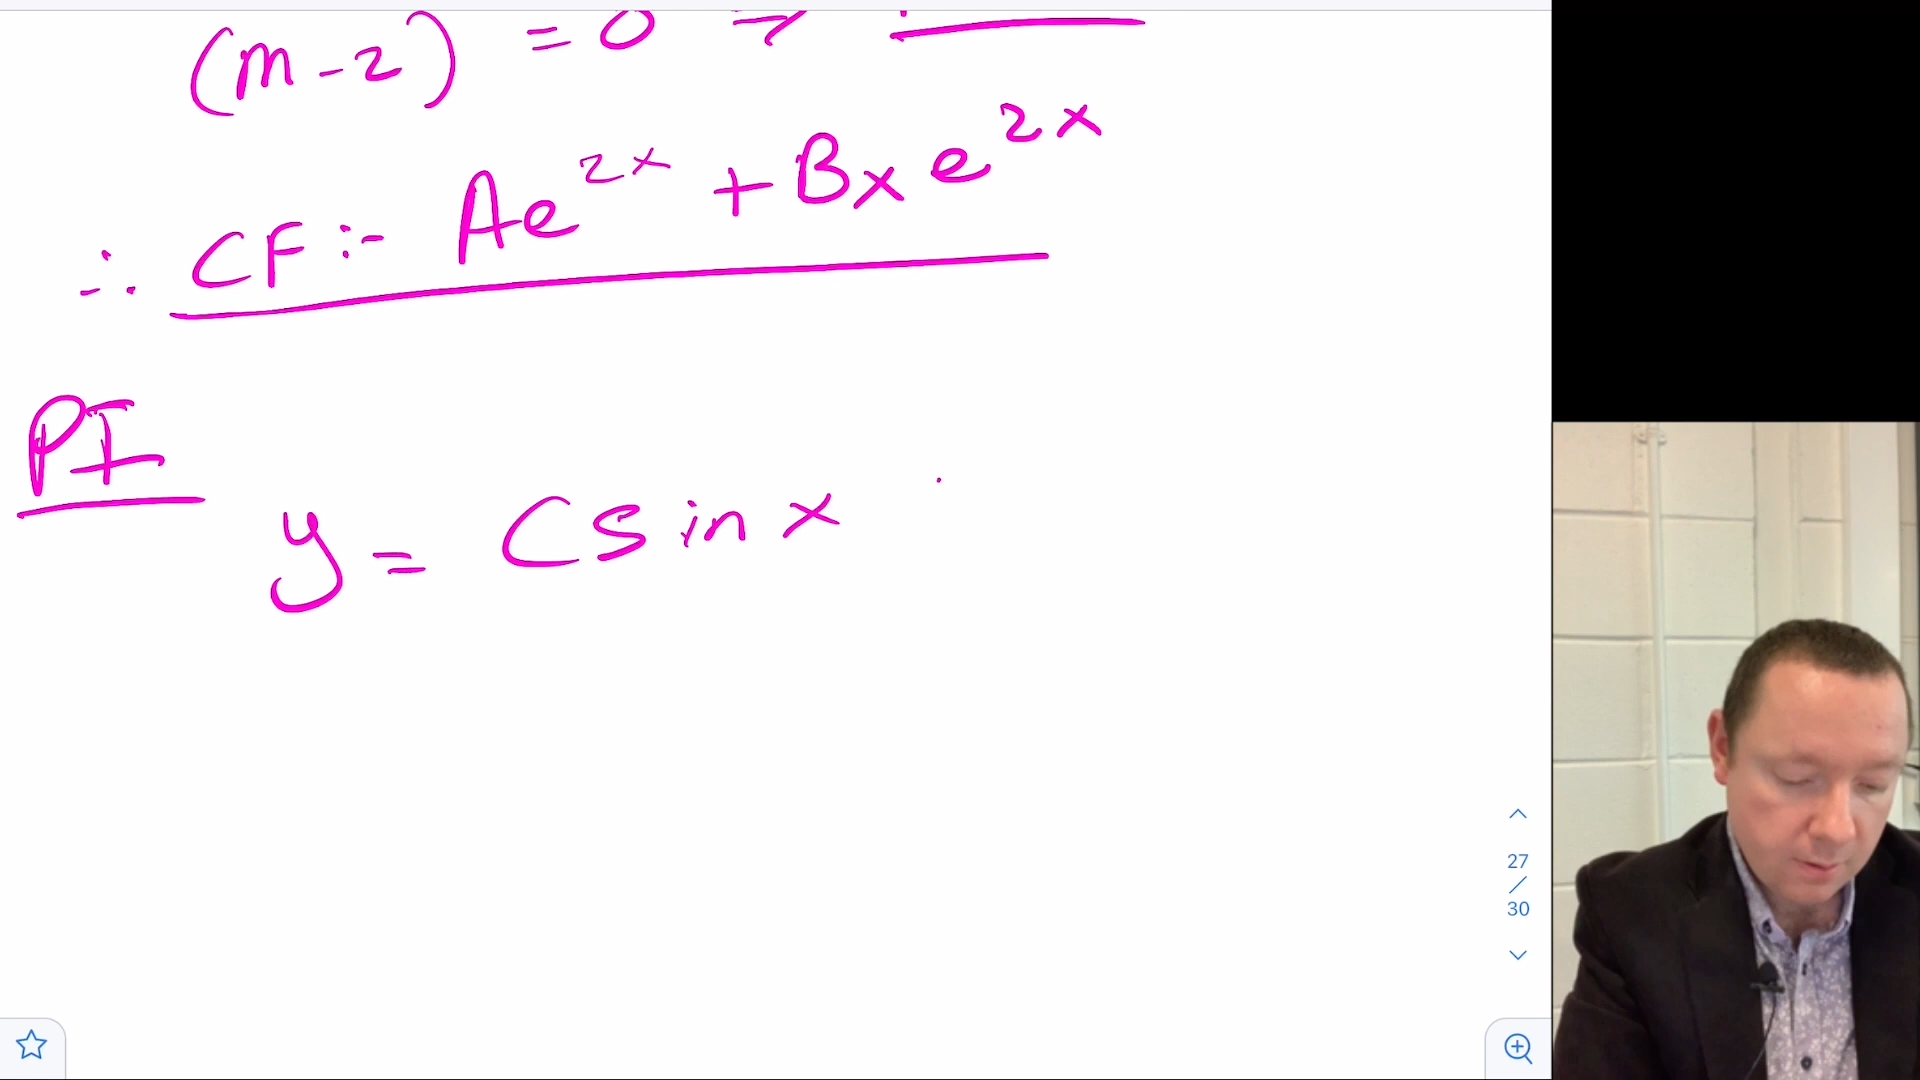 (m-2) = 0 ⇒
∴ CF :- Ae^{2x} + Bxe^{2x}
PI
y = C sin x
27
/
30